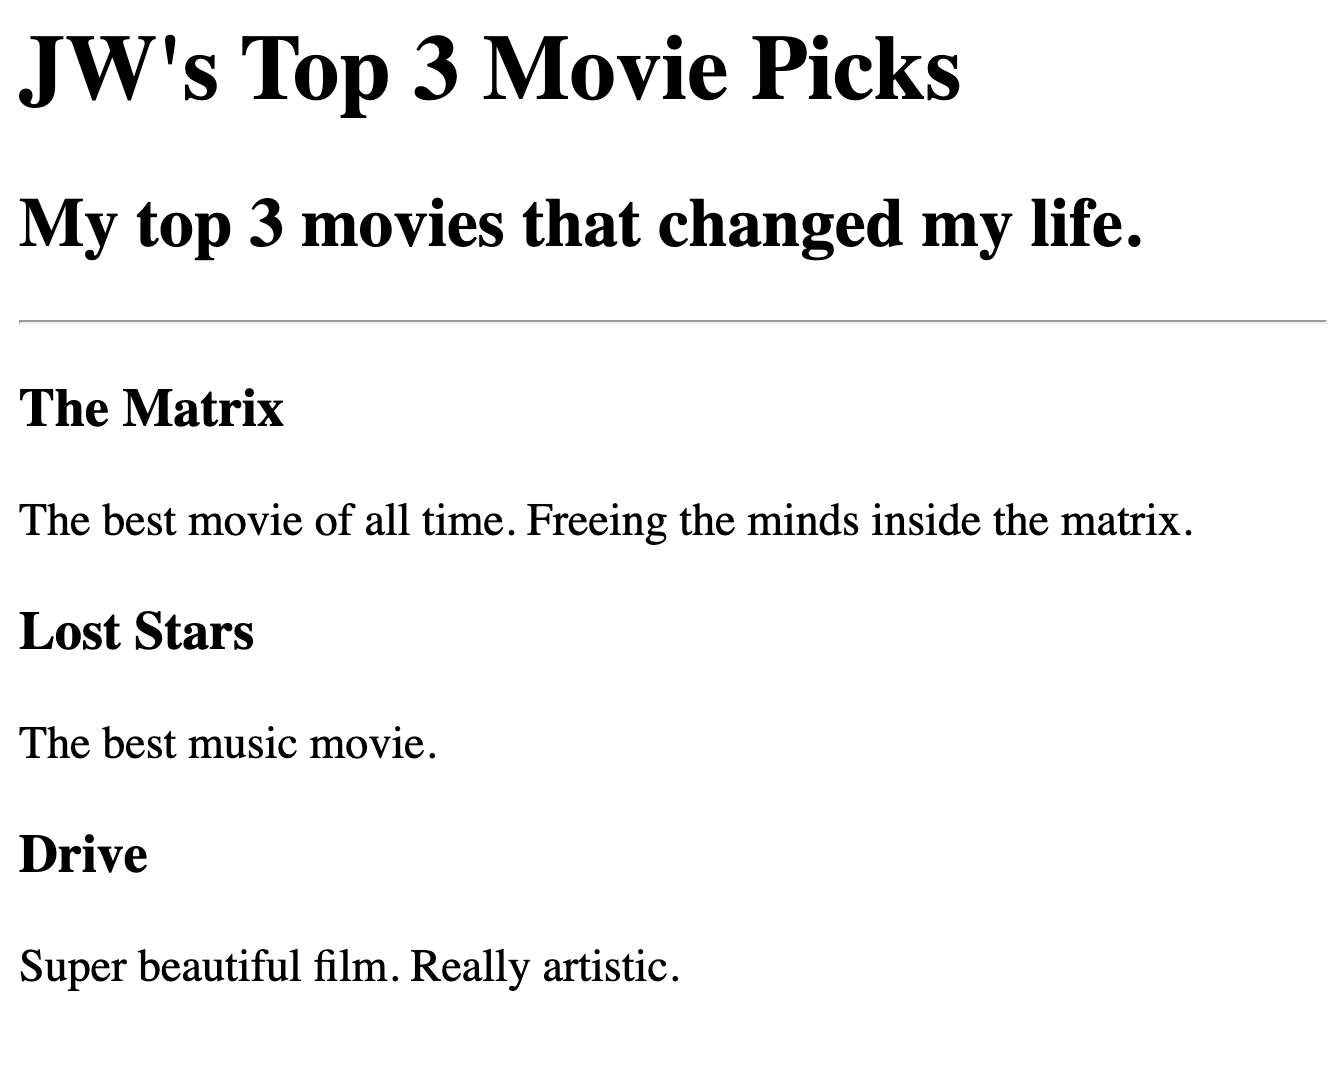 JW's Top 3 Movie Picks
My top 3 movies that changed my life.
The Matrix
The best movie of all time. Freeing the minds inside the matrix.
Lost Stars
The best music movie.
Drive
Super beautiful film. Really artistic.